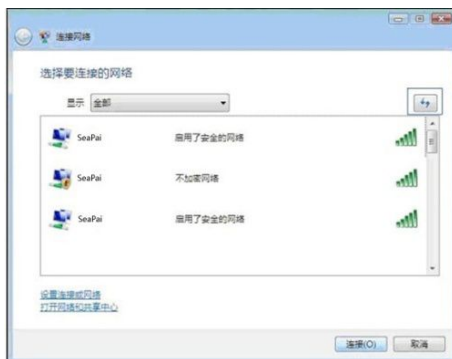 连接网络
选择要连接的网络
显示 全部
SeaPai 启用了安全的网络
SeaPai 不加密网络
SeaPai 启用了安全的网络
设置连接或网络
打开网络和共享中心
连接(O) 取消